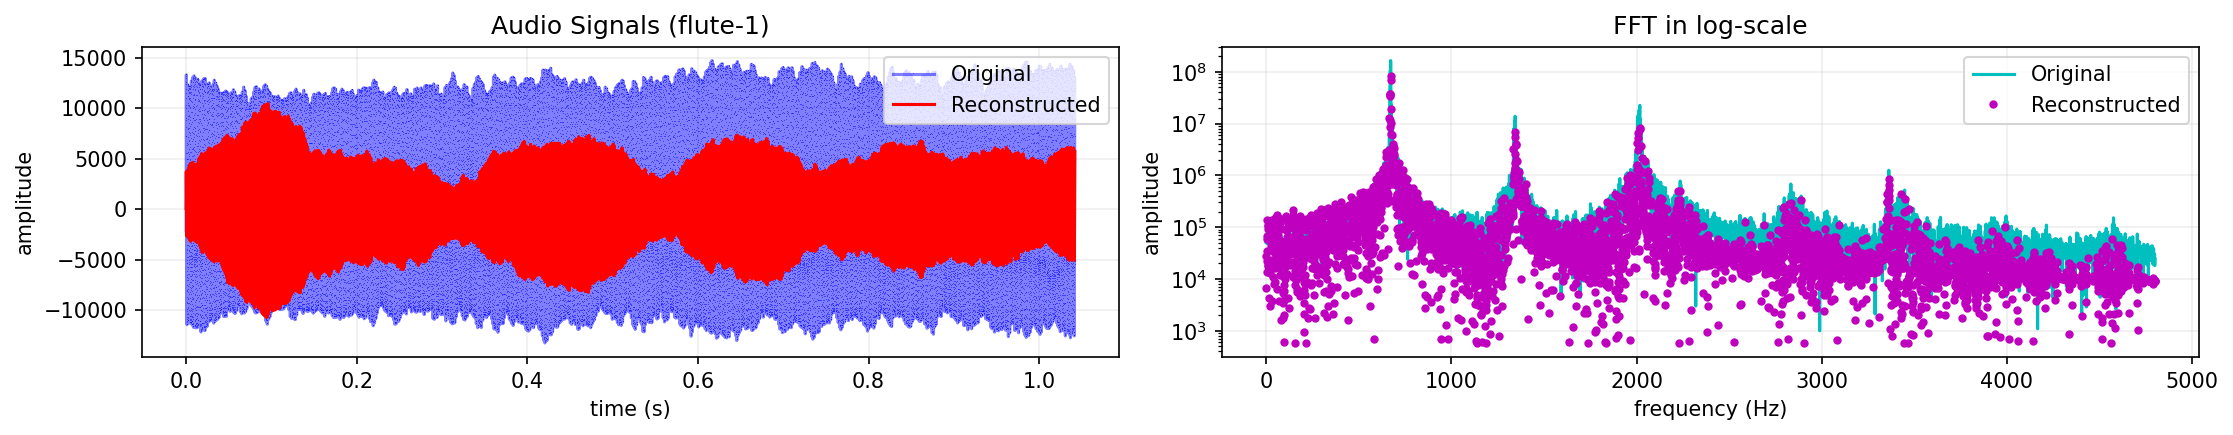 Audio Signals (flute-1)
15000
10000
5000
0
−5000
−10000
amplitude
0.0
0.2
0.4
0.6
0.8
1.0
time (s)
Original
Reconstructed
FFT in log-scale
10⁸
10⁷
10⁶
10⁵
10⁴
10³
amplitude
0
1000
2000
3000
4000
5000
frequency (Hz)
Original
Reconstructed